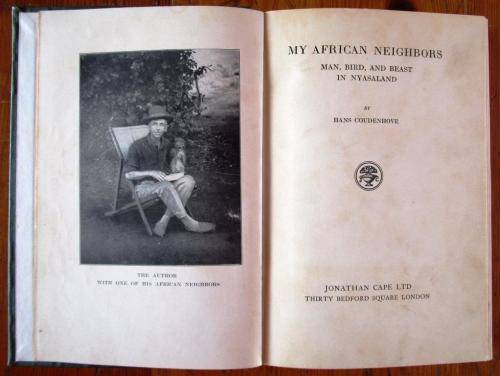 THE AUTHOR
WITH ONE OF HIS AFRICAN NEIGHBORS
MY AFRICAN NEIGHBORS
MAN, BIRD, AND BEAST
IN NYASALAND
BY
HANS COUDENHOVE
JONATHAN CAPE LTD
THIRTY BEDFORD SQUARE LONDON